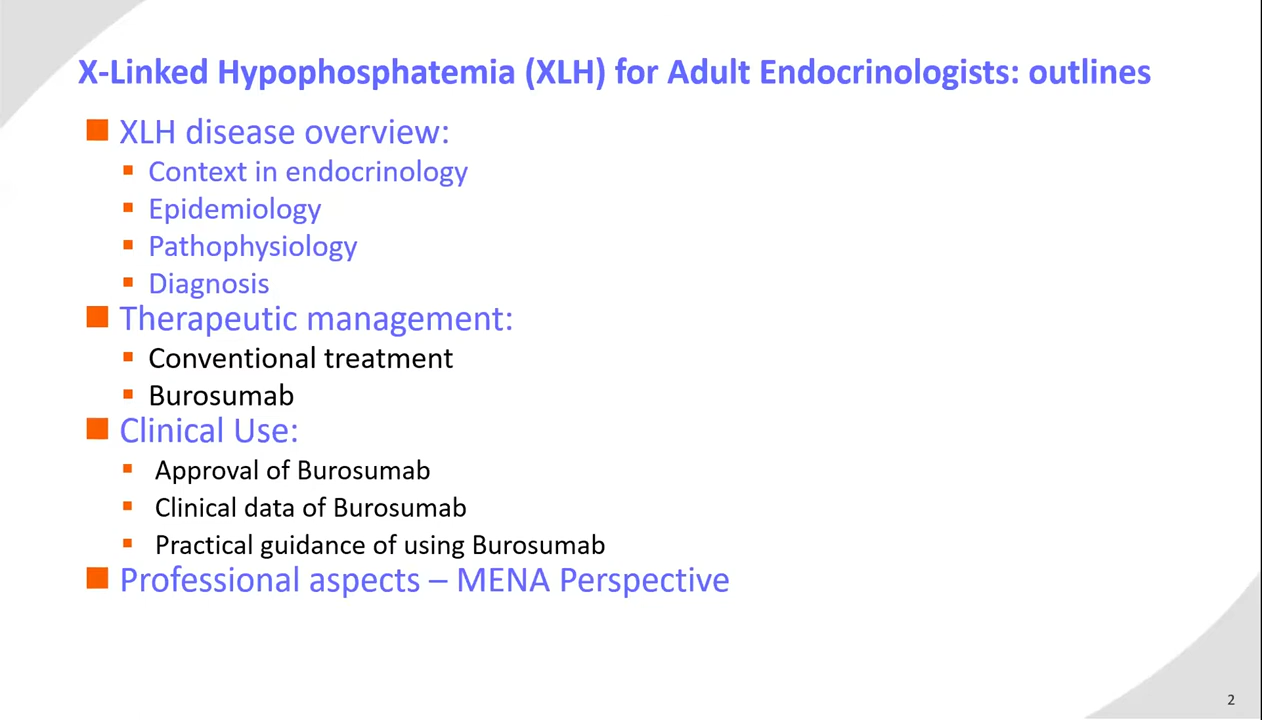 X-Linked Hypophosphatemia (XLH) for Adult Endocrinologists: outlines
XLH disease overview:
Context in endocrinology
Epidemiology
Pathophysiology
Diagnosis
Therapeutic management:
Conventional treatment
Burosumab
Clinical Use:
Approval of Burosumab
Clinical data of Burosumab
Practical guidance of using Burosumab
Professional aspects – MENA Perspective
2